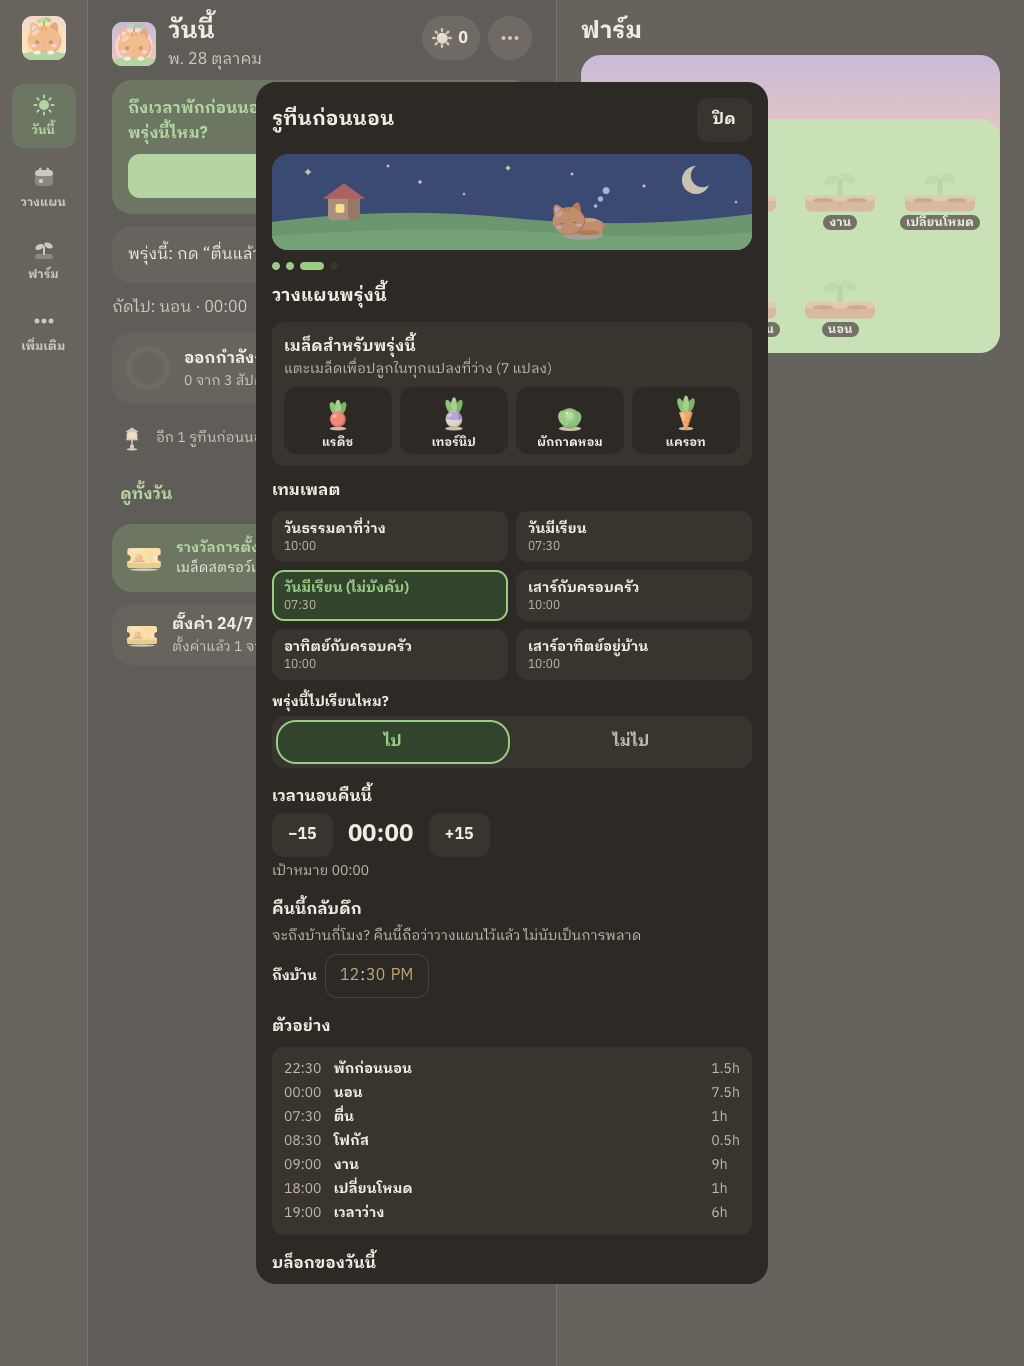 วันนี้
วางแผน
ฟาร์ม
เพิ่มเติม
วันนี้
พ. 28 ตุลาคม
0
ถึงเวลาพักก่อนนอ
พรุ่งนี้ไหม?
พรุ่งนี้: กด “ตื่นแล้ว
ถัดไป: นอน · 00:00
ออกกำลัง
0 จาก 3 สัป
อีก 1 รูทีนก่อนน
ดูทั้งวัน
รางวัลการตั้ง
เมล็ดสตรอว์
ตั้งค่า 24/7
ตั้งค่าแล้ว 1 จ
รูทีนก่อนนอน
ปิด
วางแผนพรุ่งนี้
เมล็ดสำหรับพรุ่งนี้
แตะเมล็ดเพื่อปลูกในทุกแปลงที่ว่าง (7 แปลง)
แรดิช
เทอร์นิป
ผักกาดหอม
แครอท
เทมเพลต
วันธรรมดาที่ว่าง
10:00
วันมีเรียน
07:30
วันมีเรียน (ไม่บังคับ)
07:30
เสาร์กับครอบครัว
10:00
อาทิตย์กับครอบครัว
10:00
เสาร์อาทิตย์อยู่บ้าน
10:00
พรุ่งนี้ไปเรียนไหม?
ไป
ไม่ไป
เวลานอนคืนนี้
−15
00:00
+15
เป้าหมาย 00:00
คืนนี้กลับดึก
จะถึงบ้านกี่โมง? คืนนี้ถือว่าวางแผนไว้แล้ว ไม่นับเป็นการพลาด
ถึงบ้าน
12:30 PM
ตัวอย่าง
22:30 พักก่อนนอน 1.5h
00:00 นอน 7.5h
07:30 ตื่น 1h
08:30 โฟกัส 0.5h
09:00 งาน 9h
18:00 เปลี่ยนโหมด 1h
19:00 เวลาว่าง 6h
บล็อกของวันนี้
ฟาร์ม
งาน
เปลี่ยนโหมด
น
นอน